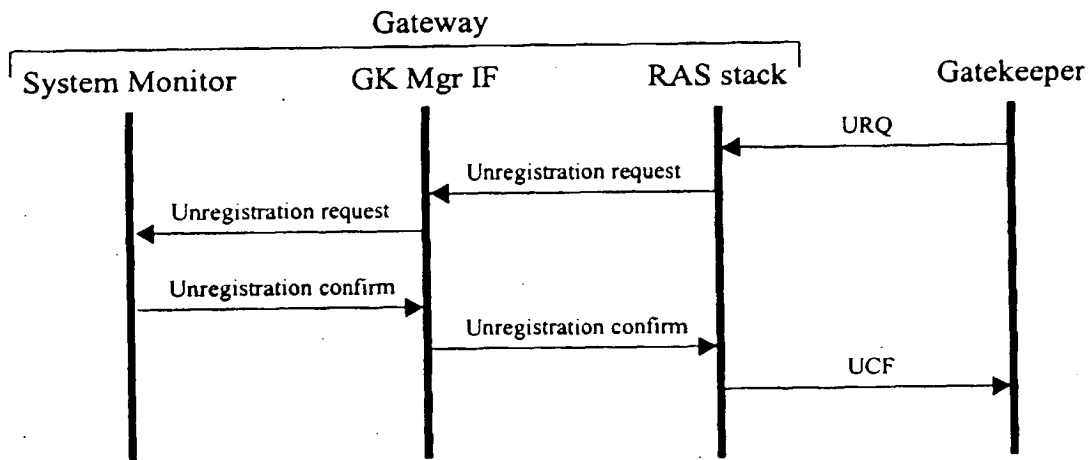 Gateway
System Monitor GK Mgr IF RAS stack Gatekeeper
URQ
Unregistration request
Unregistration request
Unregistration confirm
Unregistration confirm
UCF